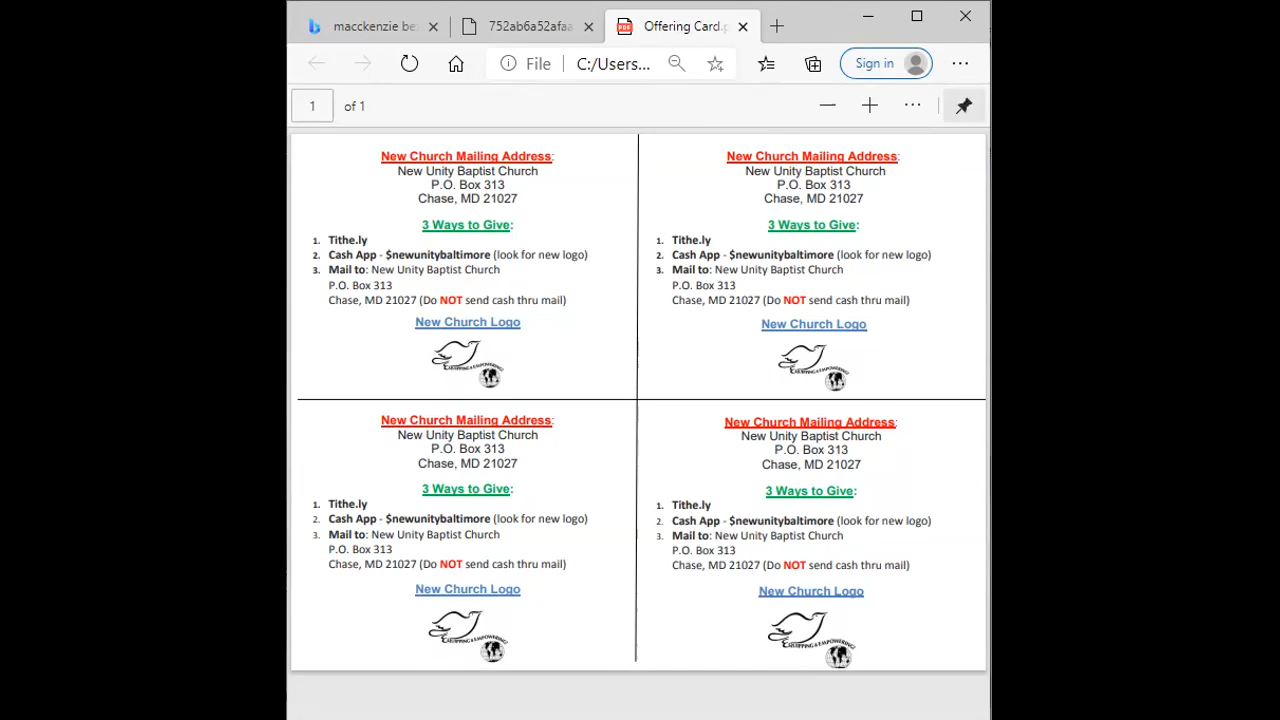 macckenzie be
752ab6a52afaa
Offering Card.p
File
C:/Users...
Sign in
1
of 1
New Church Mailing Address:
New Unity Baptist Church
P.O. Box 313
Chase, MD 21027
3 Ways to Give:
1. Tithe.ly
2. Cash App - $newunitybaltimore (look for new logo)
3. Mail to: New Unity Baptist Church
P.O. Box 313
Chase, MD 21027 (Do NOT send cash thru mail)
New Church Logo
EQUIPPING & EMPOWERING!
New Church Mailing Address:
New Unity Baptist Church
P.O. Box 313
Chase, MD 21027
3 Ways to Give:
1. Tithe.ly
2. Cash App - $newunitybaltimore (look for new logo)
3. Mail to: New Unity Baptist Church
P.O. Box 313
Chase, MD 21027 (Do NOT send cash thru mail)
New Church Logo
EQUIPPING & EMPOWERING!
New Church Mailing Address:
New Unity Baptist Church
P.O. Box 313
Chase, MD 21027
3 Ways to Give:
1. Tithe.ly
2. Cash App - $newunitybaltimore (look for new logo)
3. Mail to: New Unity Baptist Church
P.O. Box 313
Chase, MD 21027 (Do NOT send cash thru mail)
New Church Logo
EQUIPPING & EMPOWERING!
New Church Mailing Address:
New Unity Baptist Church
P.O. Box 313
Chase, MD 21027
3 Ways to Give:
1. Tithe.ly
2. Cash App - $newunitybaltimore (look for new logo)
3. Mail to: New Unity Baptist Church
P.O. Box 313
Chase, MD 21027 (Do NOT send cash thru mail)
New Church Logo
EQUIPPING & EMPOWERING!